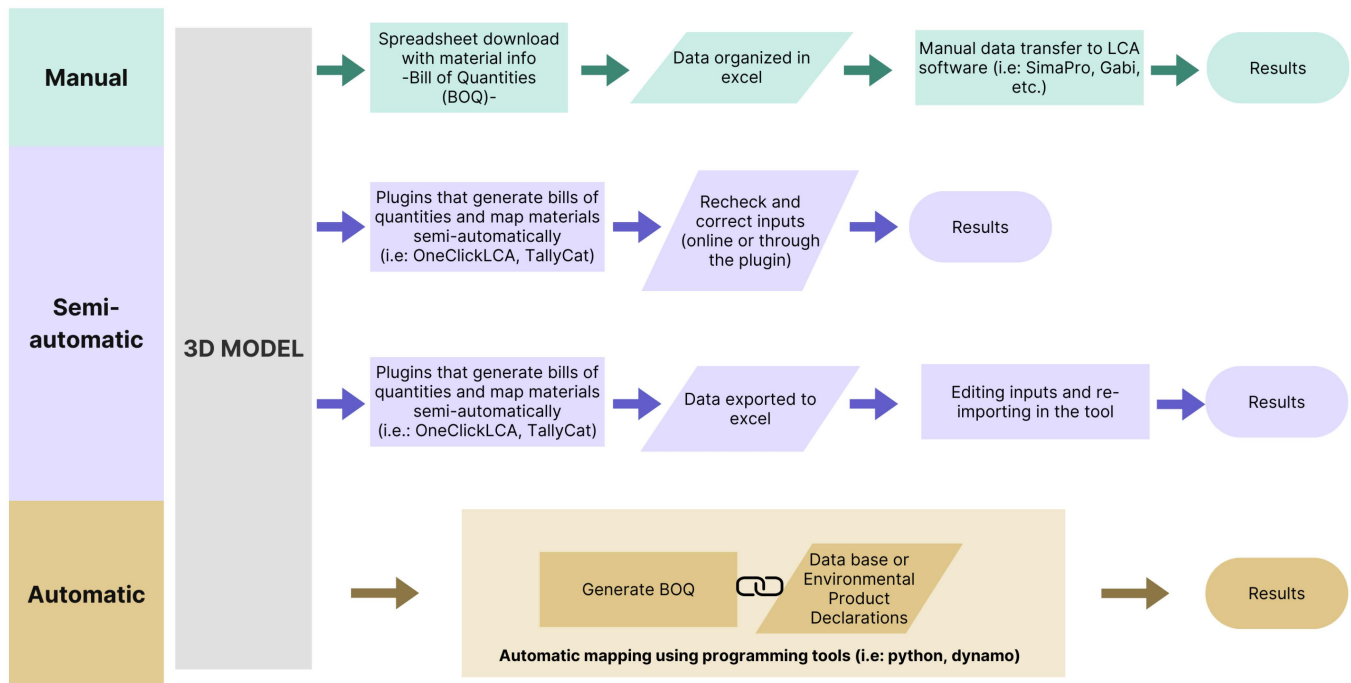 Manual
3D MODEL
Spreadsheet download
with material info
-Bill of Quantities
(BOQ)-
Data organized in
excel
Manual data transfer to LCA
software (i.e: SimaPro, Gabi,
etc.)
Results
Semi-
automatic
Plugins that generate bills of
quantities and map materials
semi-automatically
(i.e: OneClickLCA, TallyCat)
Recheck and
correct inputs
(online or through
the plugin)
Results
Plugins that generate bills of
quantities and map materials
semi-automatically
(i.e.: OneClickLCA, TallyCat)
Data exported to
excel
Editing inputs and re-
importing in the tool
Results
Automatic
Generate BOQ
Data base or
Environmental
Product
Declarations
Automatic mapping using programming tools (i.e: python, dynamo)
Results